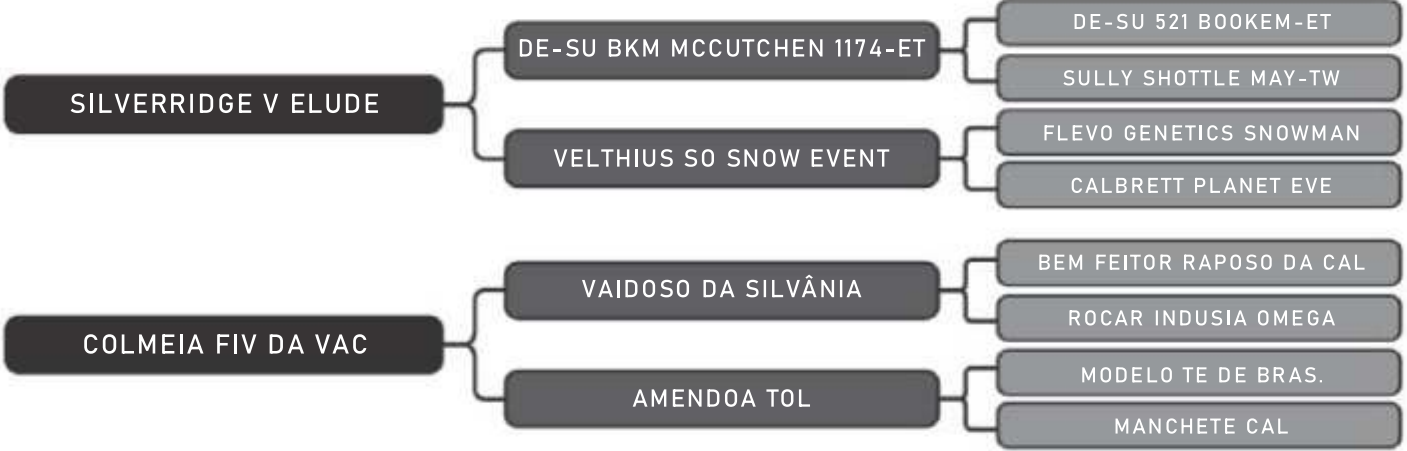 SILVERRIDGE V ELUDE
DE-SU BKM MCCUTCHEN 1174-ET
DE-SU 521 BOOKEM-ET
SULLY SHOTTLE MAY-TW
VELTHIUS SO SNOW EVENT
FLEVO GENETICS SNOWMAN
CALBRETT PLANET EVE
COLMEIA FIV DA VAC
VAIDOSO DA SILVÂNIA
BEM FEITOR RAPOSO DA CAL
ROCAR INDUSIA OMEGA
AMENDOA TOL
MODELO TE DE BRAS.
MANCHETE CAL